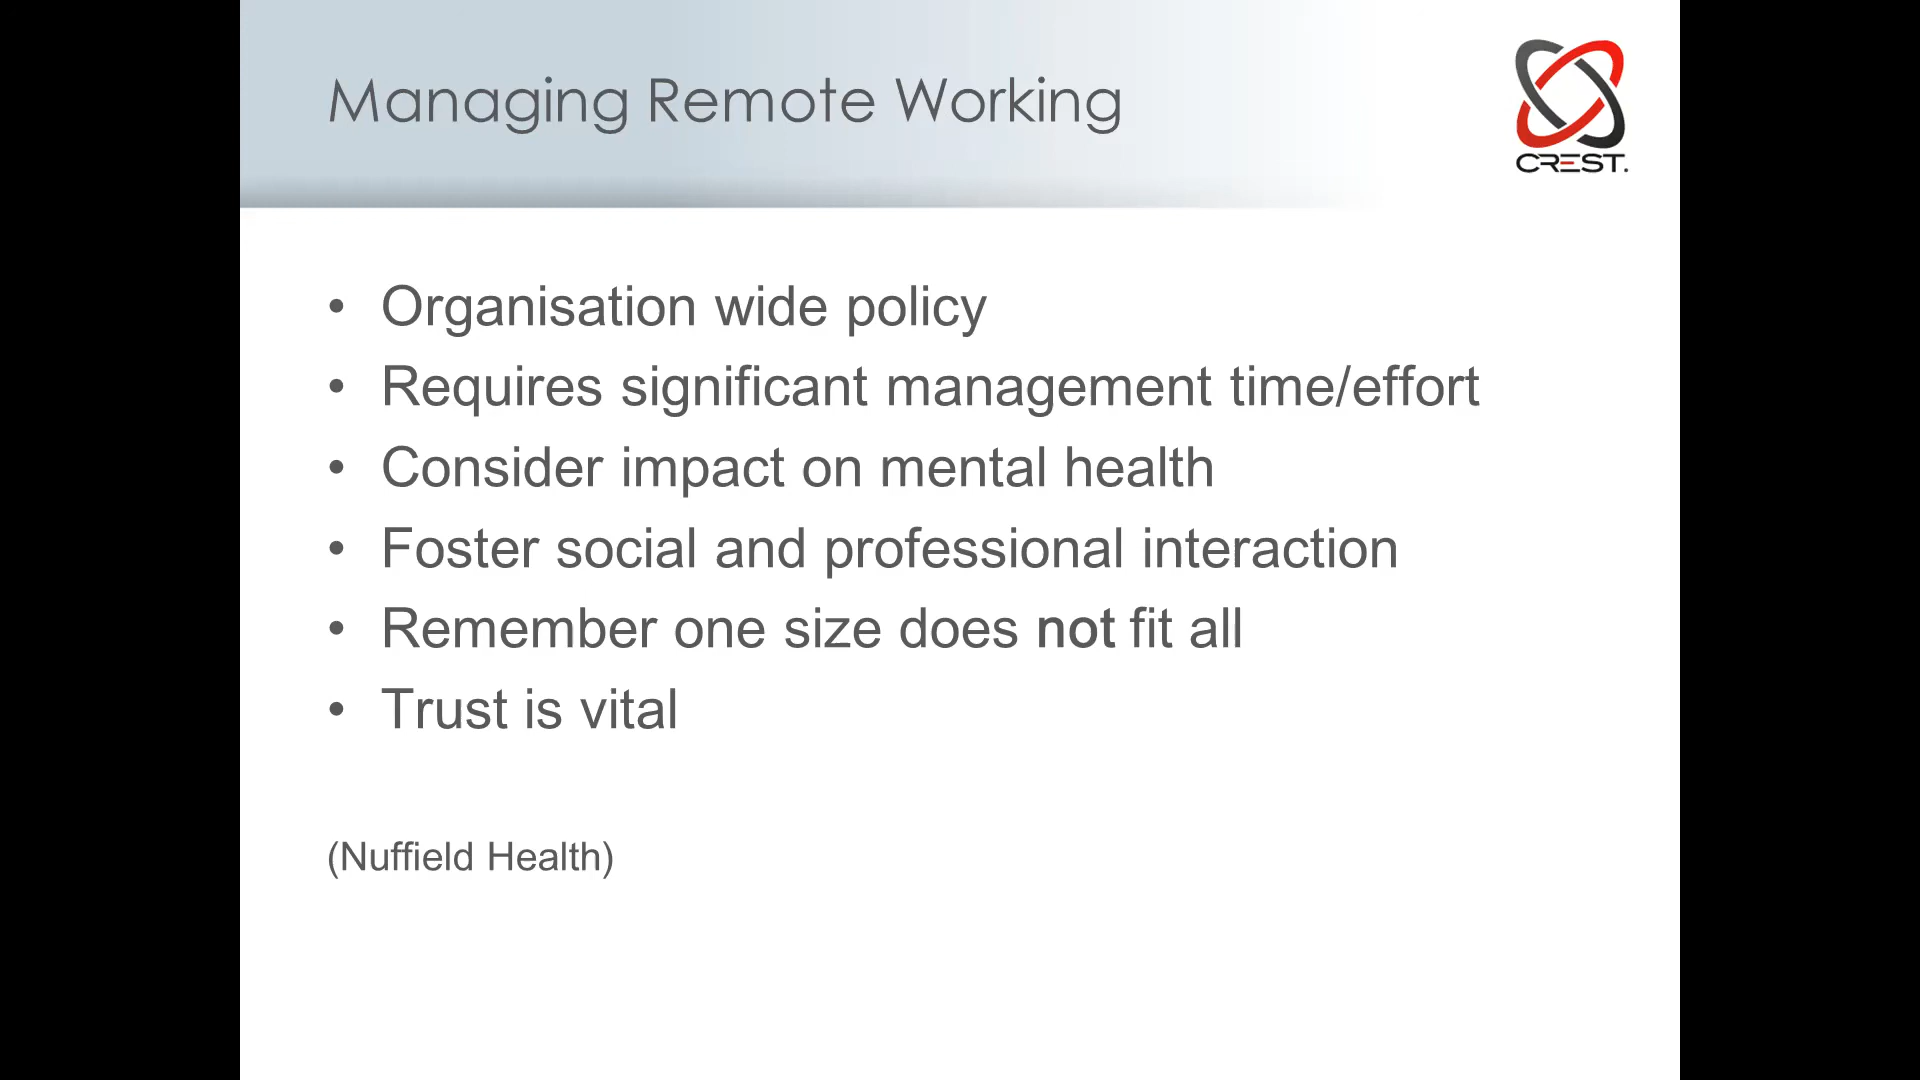 Managing Remote Working
CREST.
• Organisation wide policy
• Requires significant management time/effort
• Consider impact on mental health
• Foster social and professional interaction
• Remember one size does not fit all
• Trust is vital
(Nuffield Health)